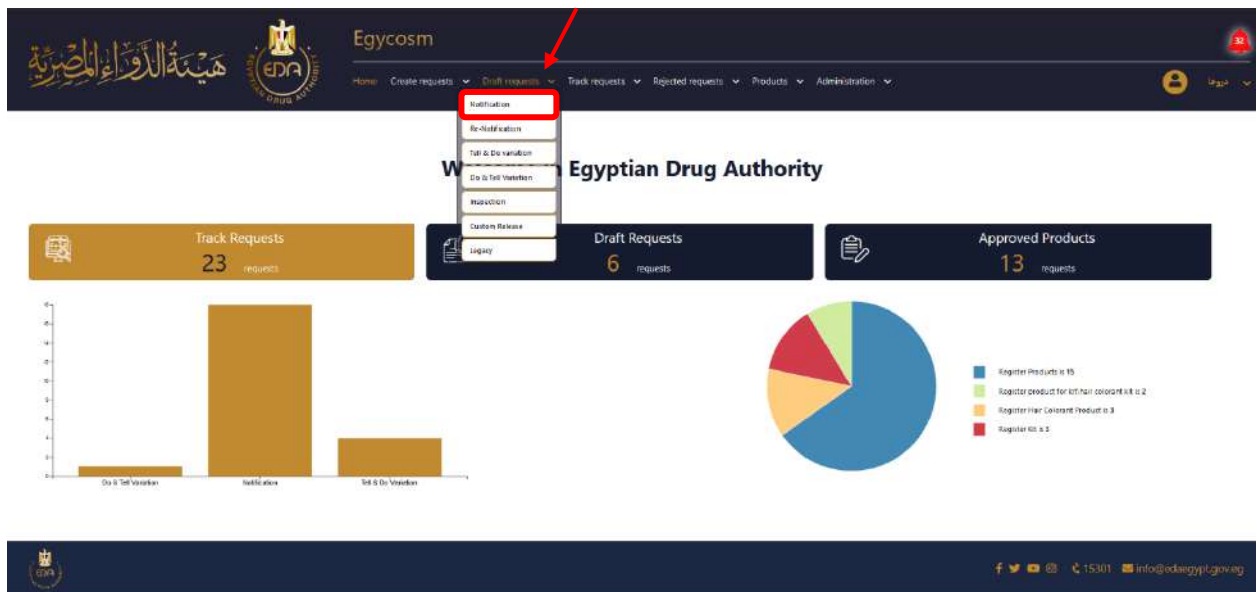 هيئة الدواء المصرية
EDA
Egycosm
32
Home Create requests Draft requests Track requests Rejected requests Products Administration
Notification
Re-Notification
Tell & Do variation
Do & Tell Variation
Inspection
Custom Release
Legacy
Egyptian Drug Authority
Track Requests
23 requests
Draft Requests
6 requests
Approved Products
13 requests
Do & Tell Variation Notification Tell & Do Variation
Register Products is 15
Register product for kit\hair colorant kit is 2
Register Hair Colorant Product is 3
Register Kit is 3
EDA
15301 info@edaegypt.gov.eg